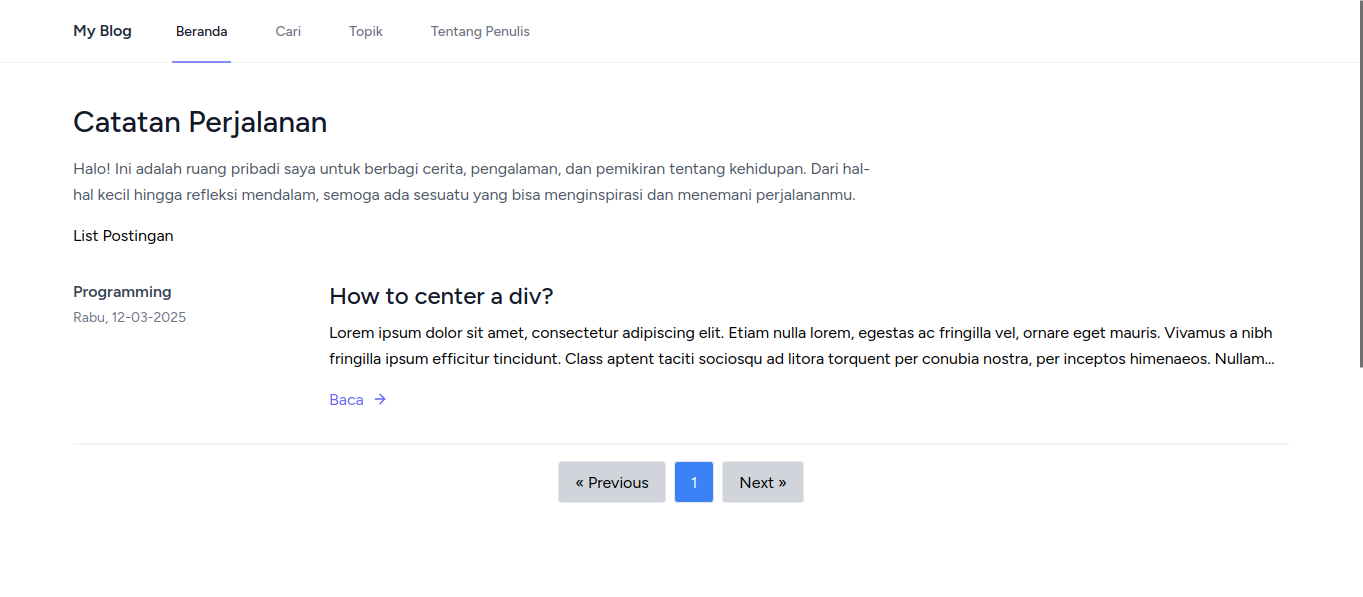 My Blog Beranda Cari Topik Tentang Penulis
Catatan Perjalanan
Halo! Ini adalah ruang pribadi saya untuk berbagi cerita, pengalaman, dan pemikiran tentang kehidupan. Dari hal-
hal kecil hingga refleksi mendalam, semoga ada sesuatu yang bisa menginspirasi dan menemani perjalananmu.
List Postingan
Programming
Rabu, 12-03-2025
How to center a div?
Lorem ipsum dolor sit amet, consectetur adipiscing elit. Etiam nulla lorem, egestas ac fringilla vel, ornare eget mauris. Vivamus a nibh
fringilla ipsum efficitur tincidunt. Class aptent taciti sociosqu ad litora torquent per conubia nostra, per inceptos himenaeos. Nullam...
Baca →
« Previous 1 Next »